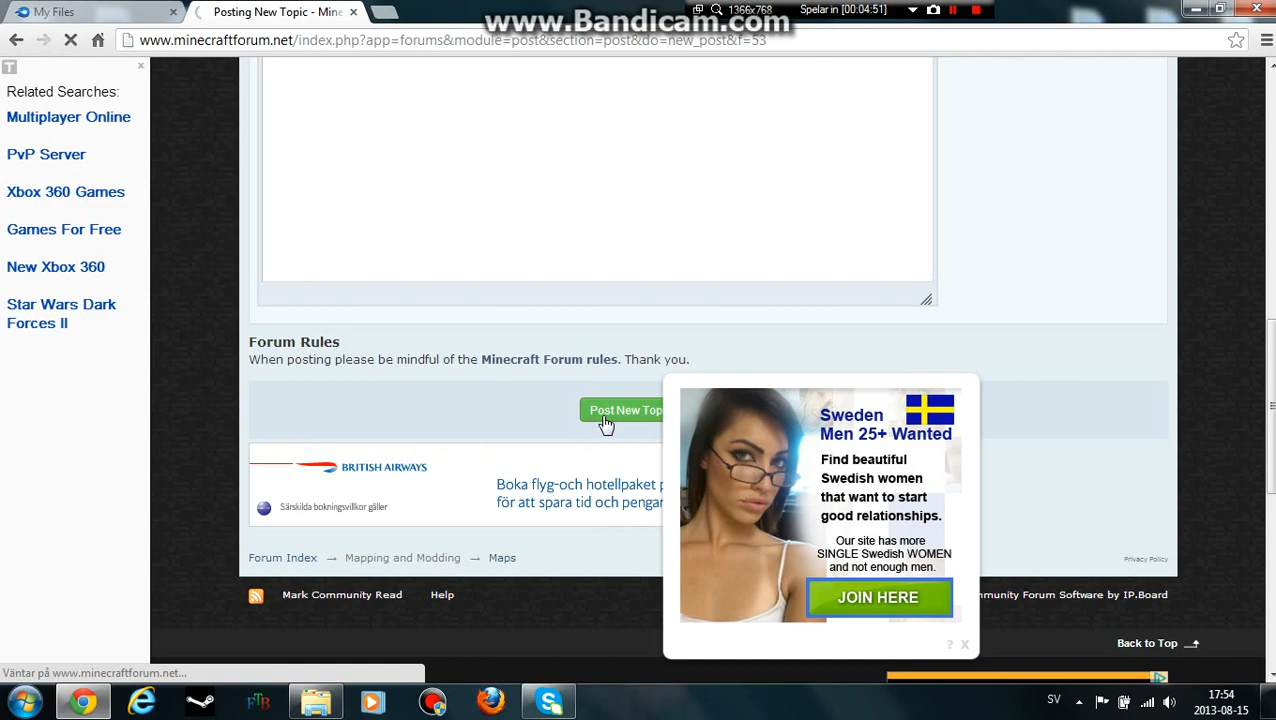 My Files
Posting New Topic - Mine
www.Bandicam.com
1366x768
Spelar in [00:04:51]
www.minecraftforum.net/index.php?app=forums&module=post&section=post&do=new_post&f=53
T
Related Searches:
Multiplayer Online
PvP Server
Xbox 360 Games
Games For Free
New Xbox 360
Star Wars Dark
Forces II
Forum Rules
When posting please be mindful of the Minecraft Forum rules. Thank you.
Post New Top
Sweden
Men 25+ Wanted
Find beautiful
Swedish women
that want to start
good relationships.
Our site has more
SINGLE Swedish WOMEN
and not enough men.
JOIN HERE
? X
BRITISH AIRWAYS
Särskilda bokningsvillkor gäller
Boka flyg-och hotellpaket
för att spara tid och pengar
Forum Index → Mapping and Modding → Maps
Privacy Policy
Mark Community Read
Help
mmunity Forum Software by IP.Board
Back to Top
Väntar på www.minecraftforum.net...
FTB
SV
17:54
2013-08-15